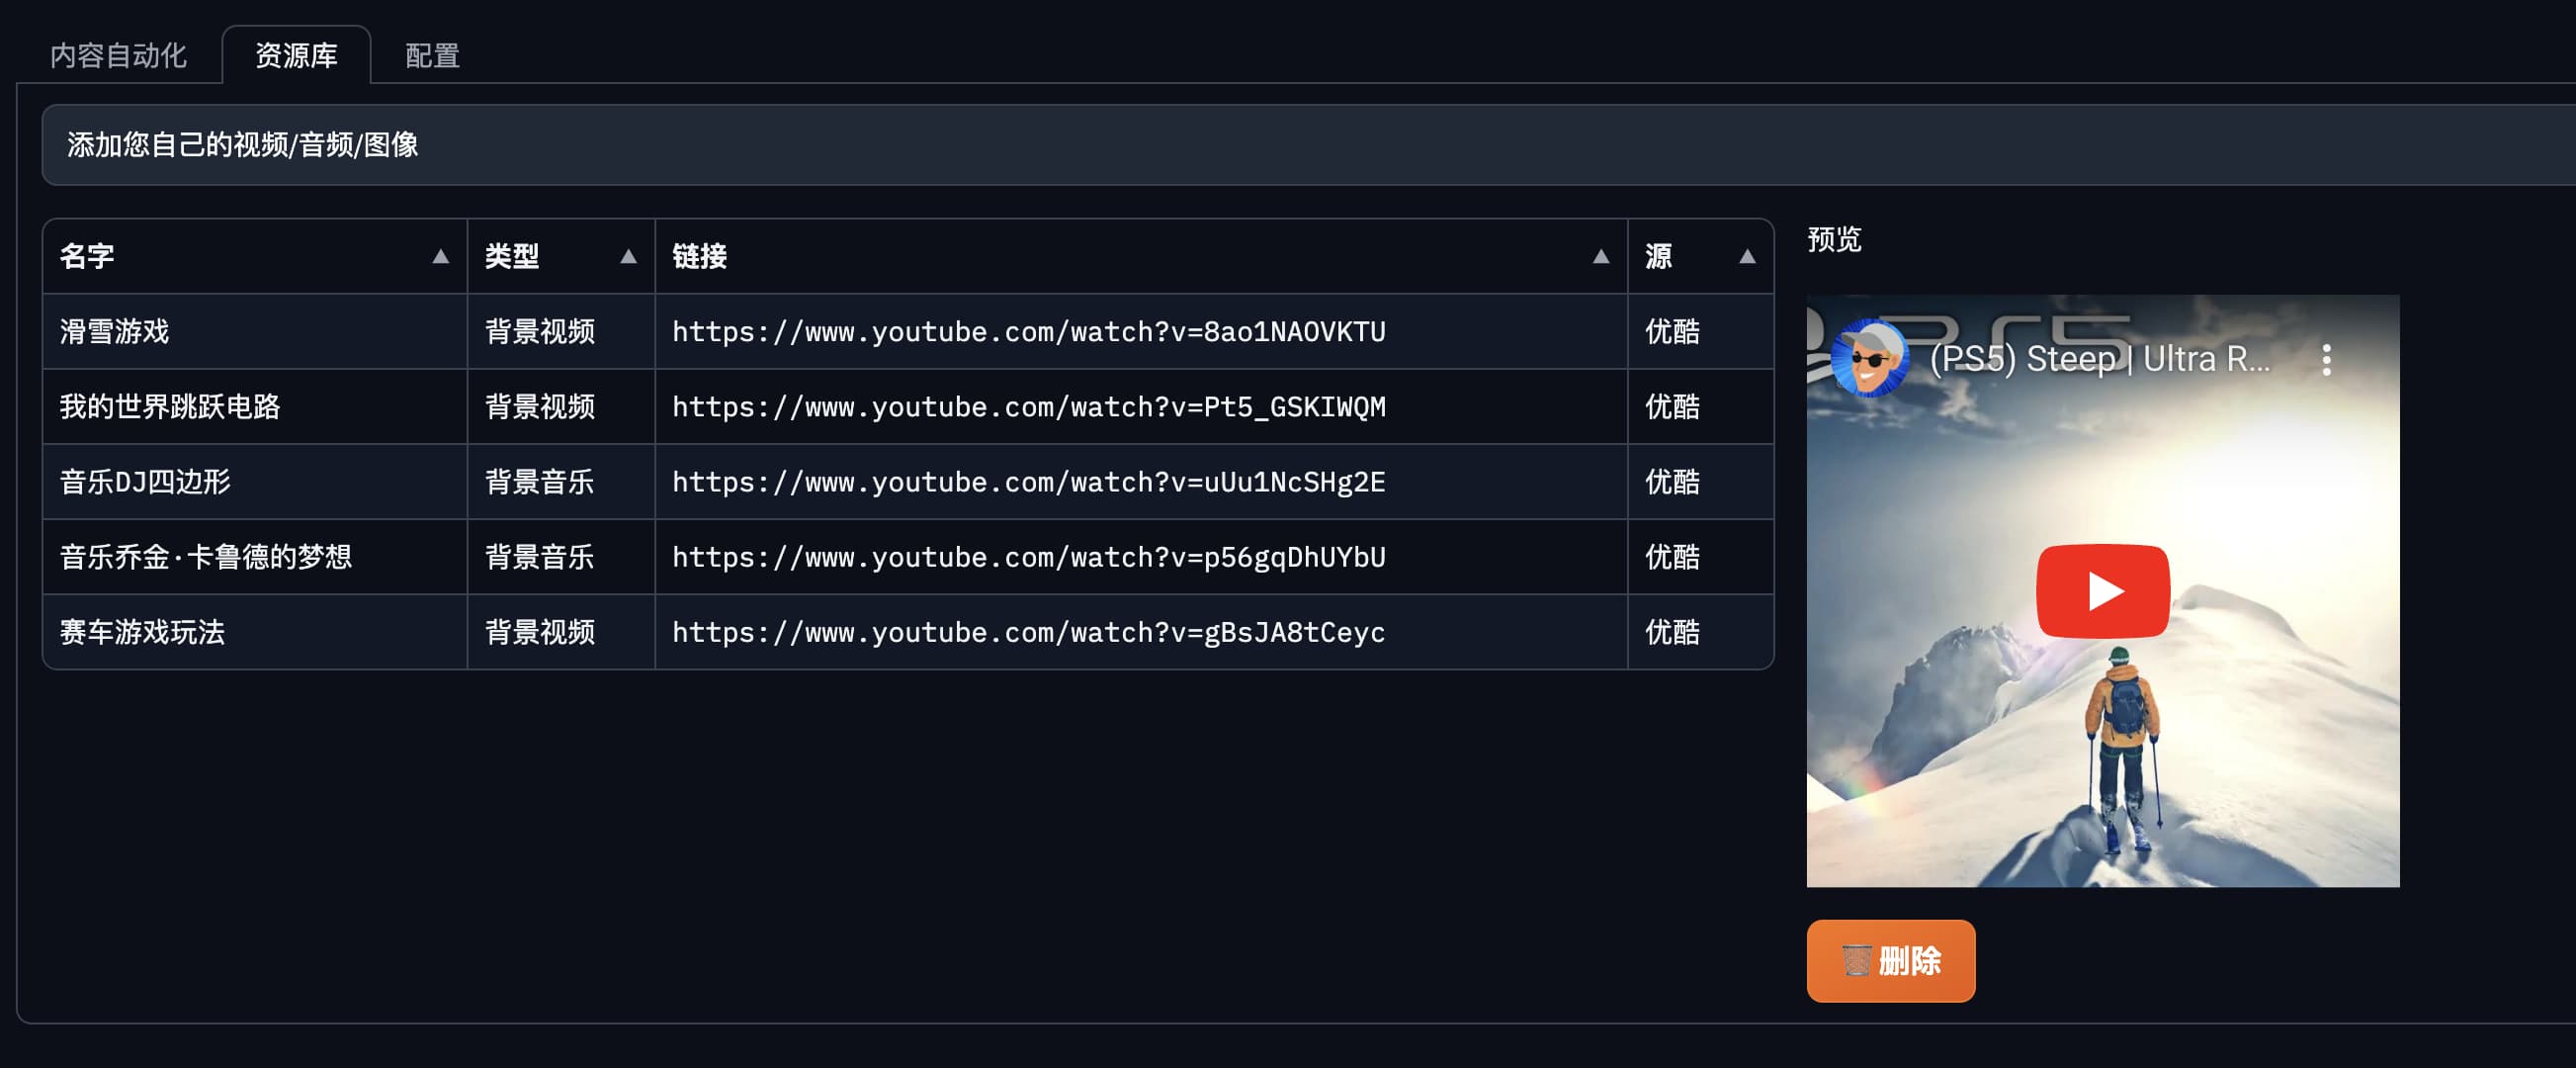 内容自动化 资源库 配置
添加您自己的视频/音频/图像
名字 ▲ 类型 ▲ 链接 ▲ 源 ▲
滑雪游戏 背景视频 https://www.youtube.com/watch?v=8ao1NAOVKTU 优酷
我的世界跳跃电路 背景视频 https://www.youtube.com/watch?v=Pt5_GSKIWQM 优酷
音乐DJ四边形 背景音乐 https://www.youtube.com/watch?v=uUu1NcSHg2E 优酷
音乐乔金·卡鲁德的梦想 背景音乐 https://www.youtube.com/watch?v=p56gqDhUYbU 优酷
赛车游戏玩法 背景视频 https://www.youtube.com/watch?v=gBsJA8tCeyc 优酷
预览
PS5
(PS5) Steep | Ultra R...
删除